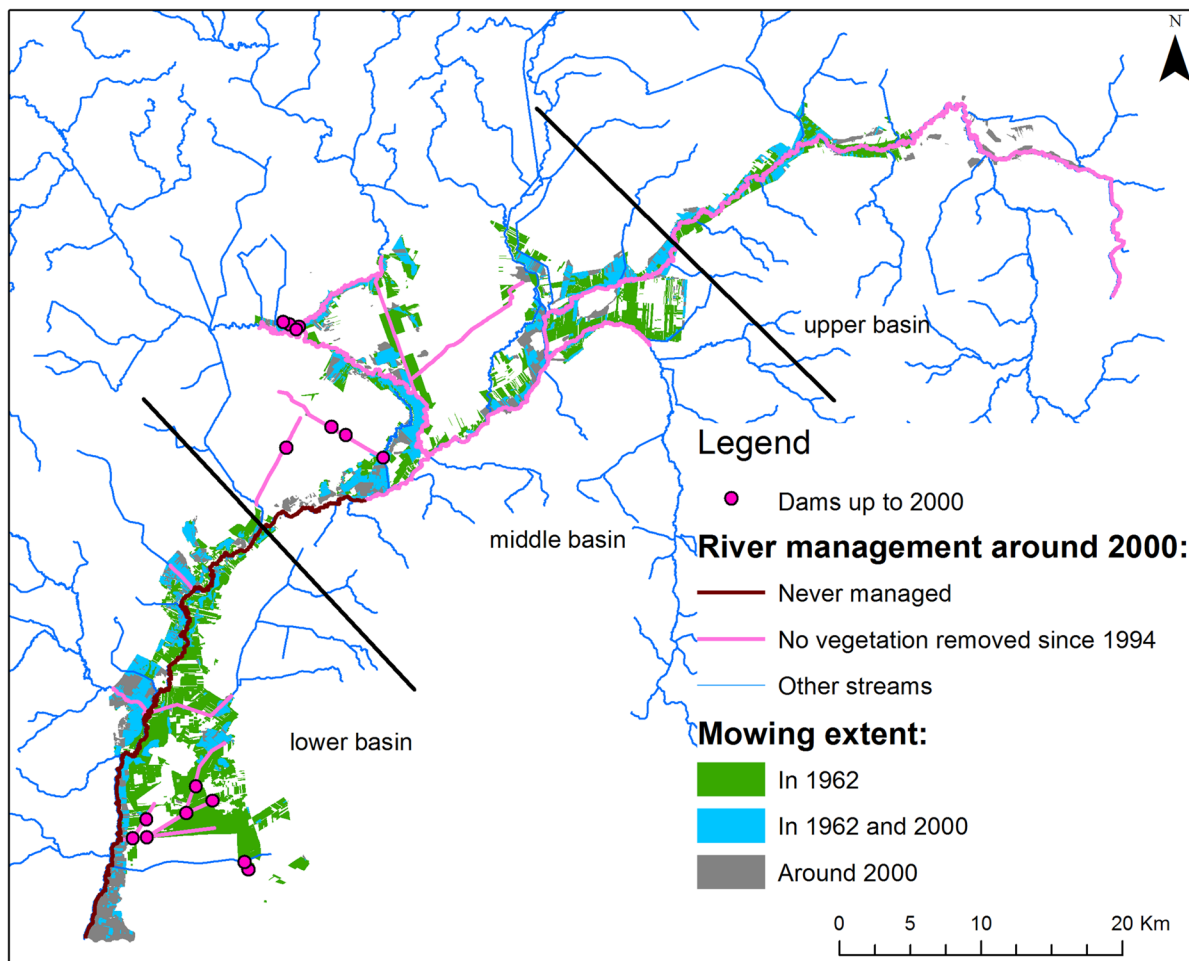 N
upper basin
middle basin
lower basin
Legend
Dams up to 2000
River management around 2000:
Never managed
No vegetation removed since 1994
Other streams
Mowing extent:
In 1962
In 1962 and 2000
Around 2000
0 5 10 20 Km